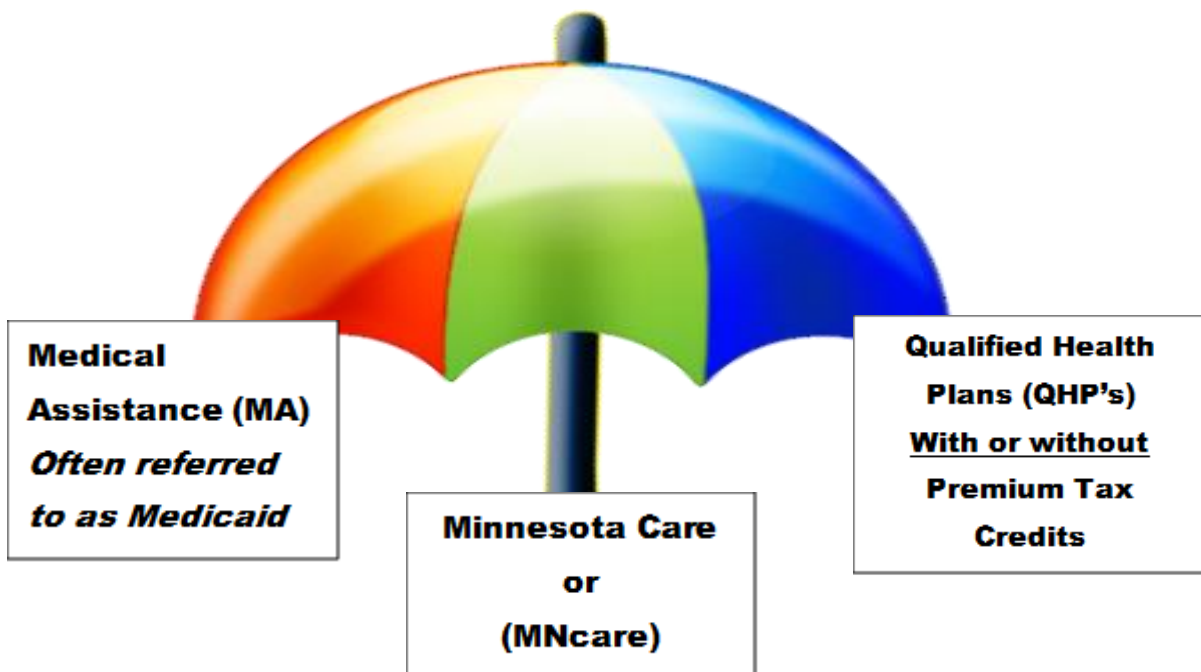 Medical
Assistance (MA)
Often referred
to as Medicaid
Minnesota Care
or
(MNcare)
Qualified Health
Plans (QHP's)
With or without
Premium Tax
Credits